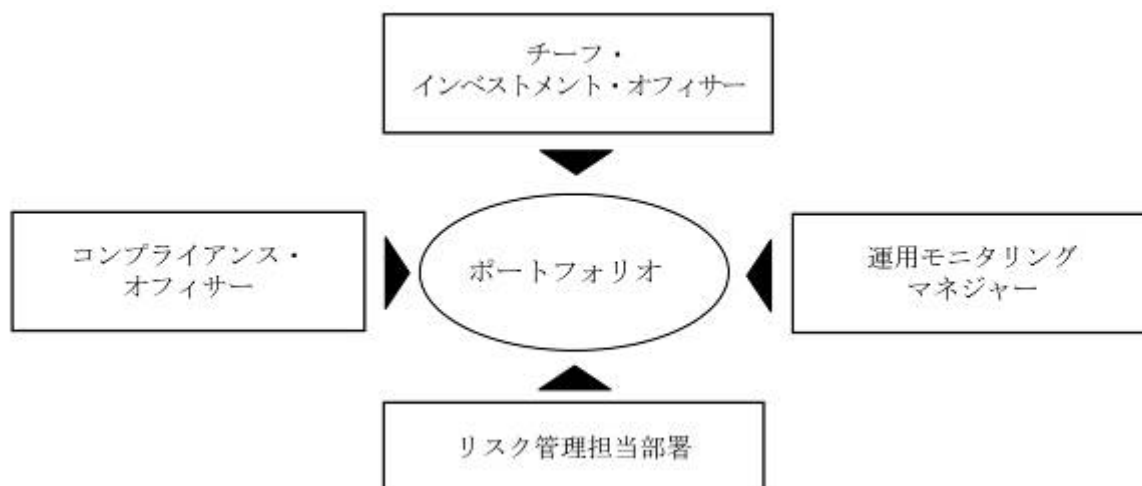 チーフ・
インベストメント・オフィサー
コンプライアンス・
オフィサー
ポートフォリオ
運用モニタリング
マネジャー
リスク管理担当部署